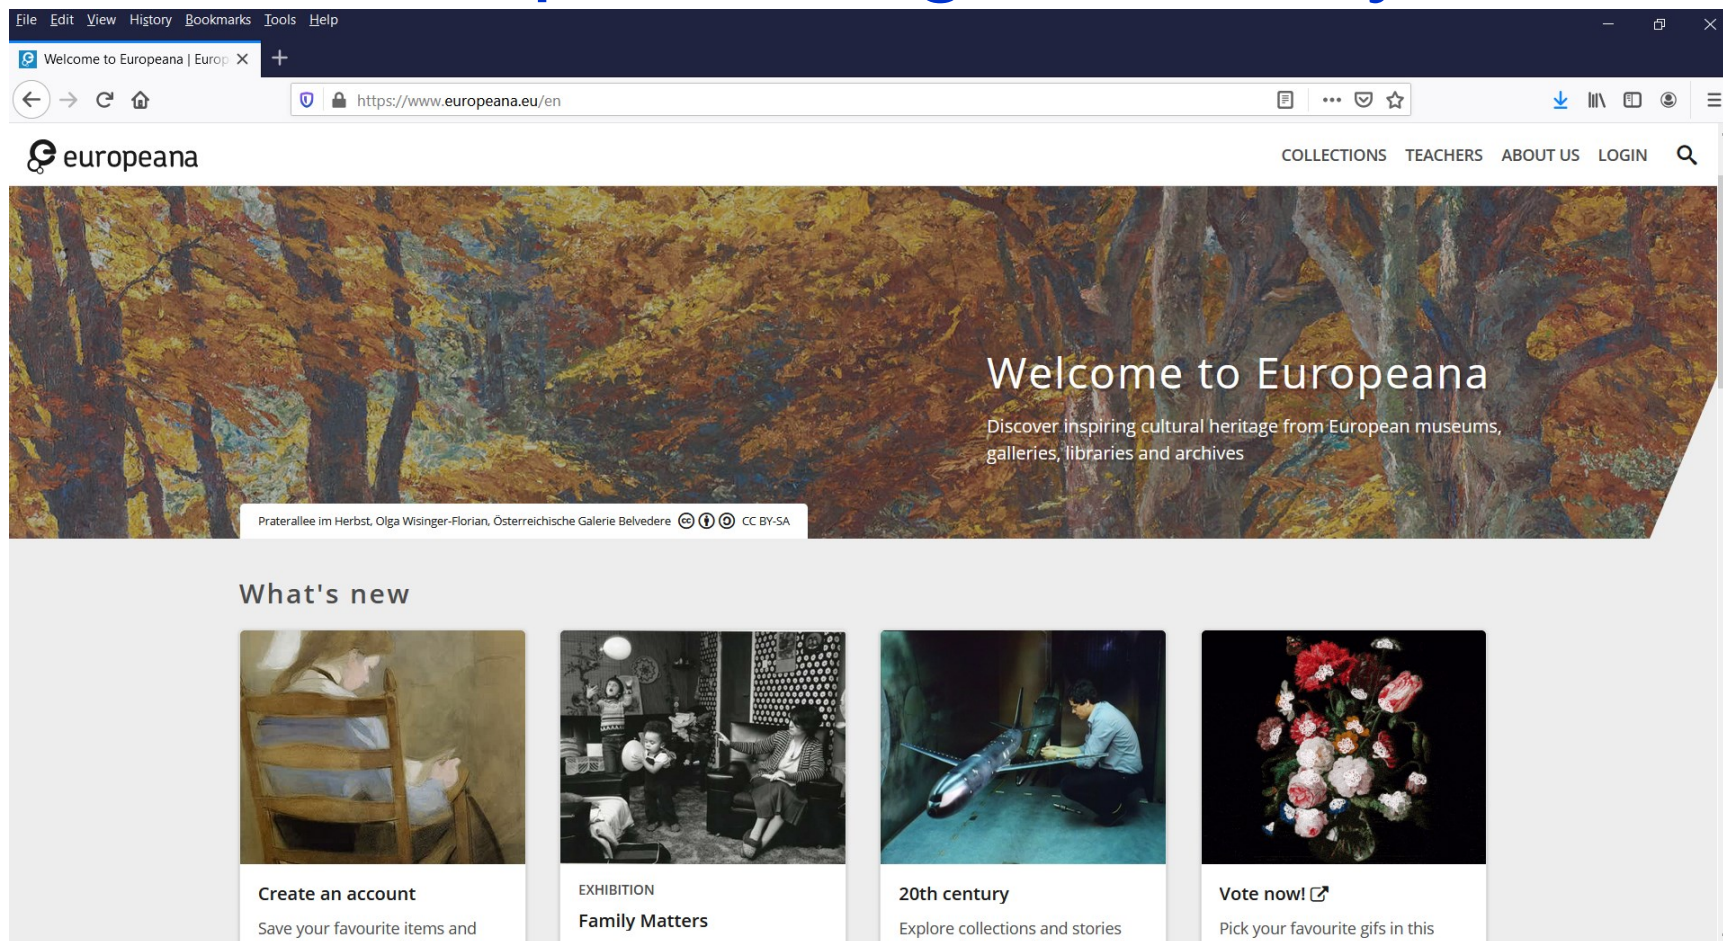 File Edit View History Bookmarks Tools Help
Welcome to Europeana | Europ
https://www.europeana.eu/en
europeana
COLLECTIONS TEACHERS ABOUT US LOGIN
Welcome to Europeana
Discover inspiring cultural heritage from European museums,
galleries, libraries and archives
Praterallee im Herbst, Olga Wisinger-Florian, Österreichische Galerie Belvedere CC BY-SA
What's new
Create an account
Save your favourite items and
EXHIBITION
Family Matters
20th century
Explore collections and stories
Vote now!
Pick your favourite gifs in this